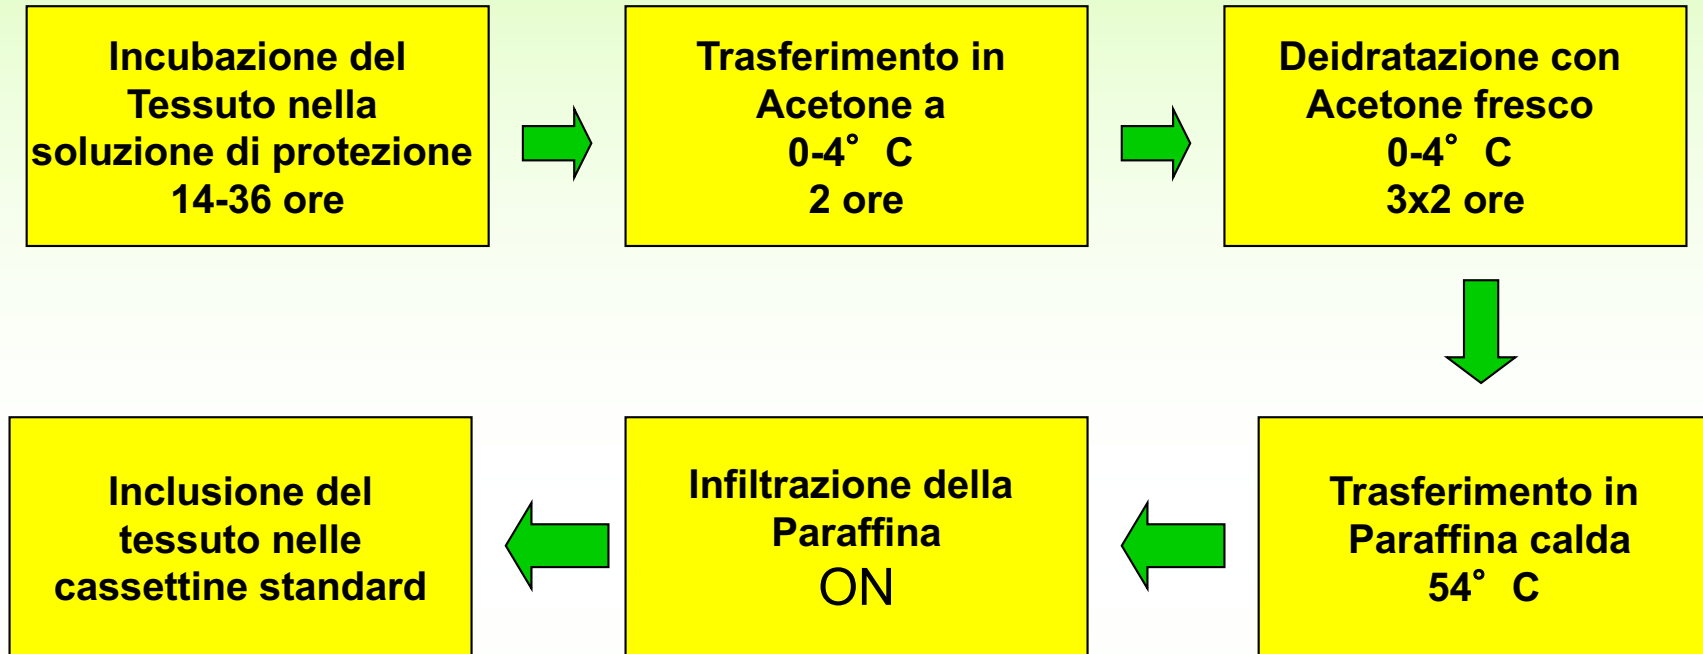 Incubazione del
Tessuto nella
soluzione di protezione
14-36 ore
Trasferimento in
Acetone a
0-4° C
2 ore
Deidratazione con
Acetone fresco
0-4° C
3x2 ore
Trasferimento in
Paraffina calda
54° C
Infiltrazione della
Paraffina
ON
Inclusione del
tessuto nelle
cassettine standard